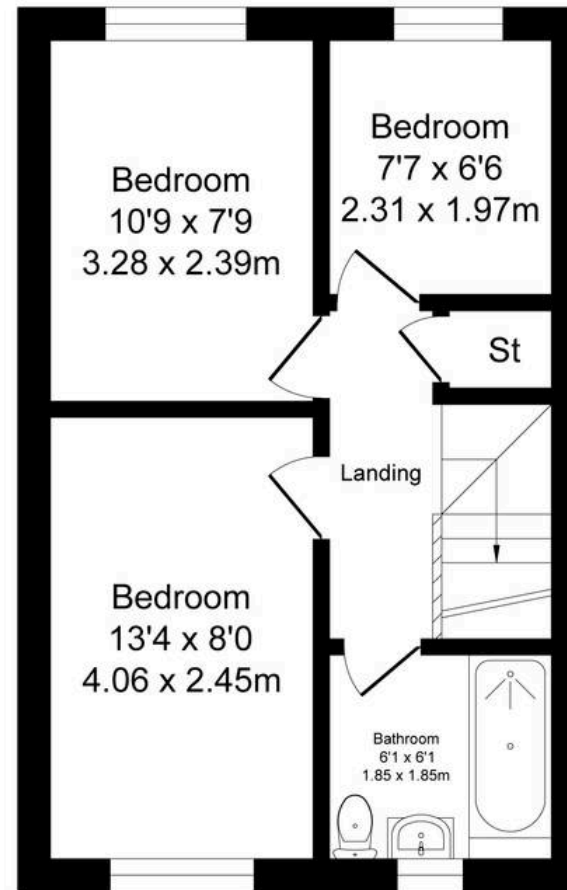 Bedroom
10'9 x 7'9
3.28 x 2.39m
Bedroom
7'7 x 6'6
2.31 x 1.97m
St
Landing
Bedroom
13'4 x 8'0
4.06 x 2.45m
Bathroom
6'1 x 6'1
1.85 x 1.85m